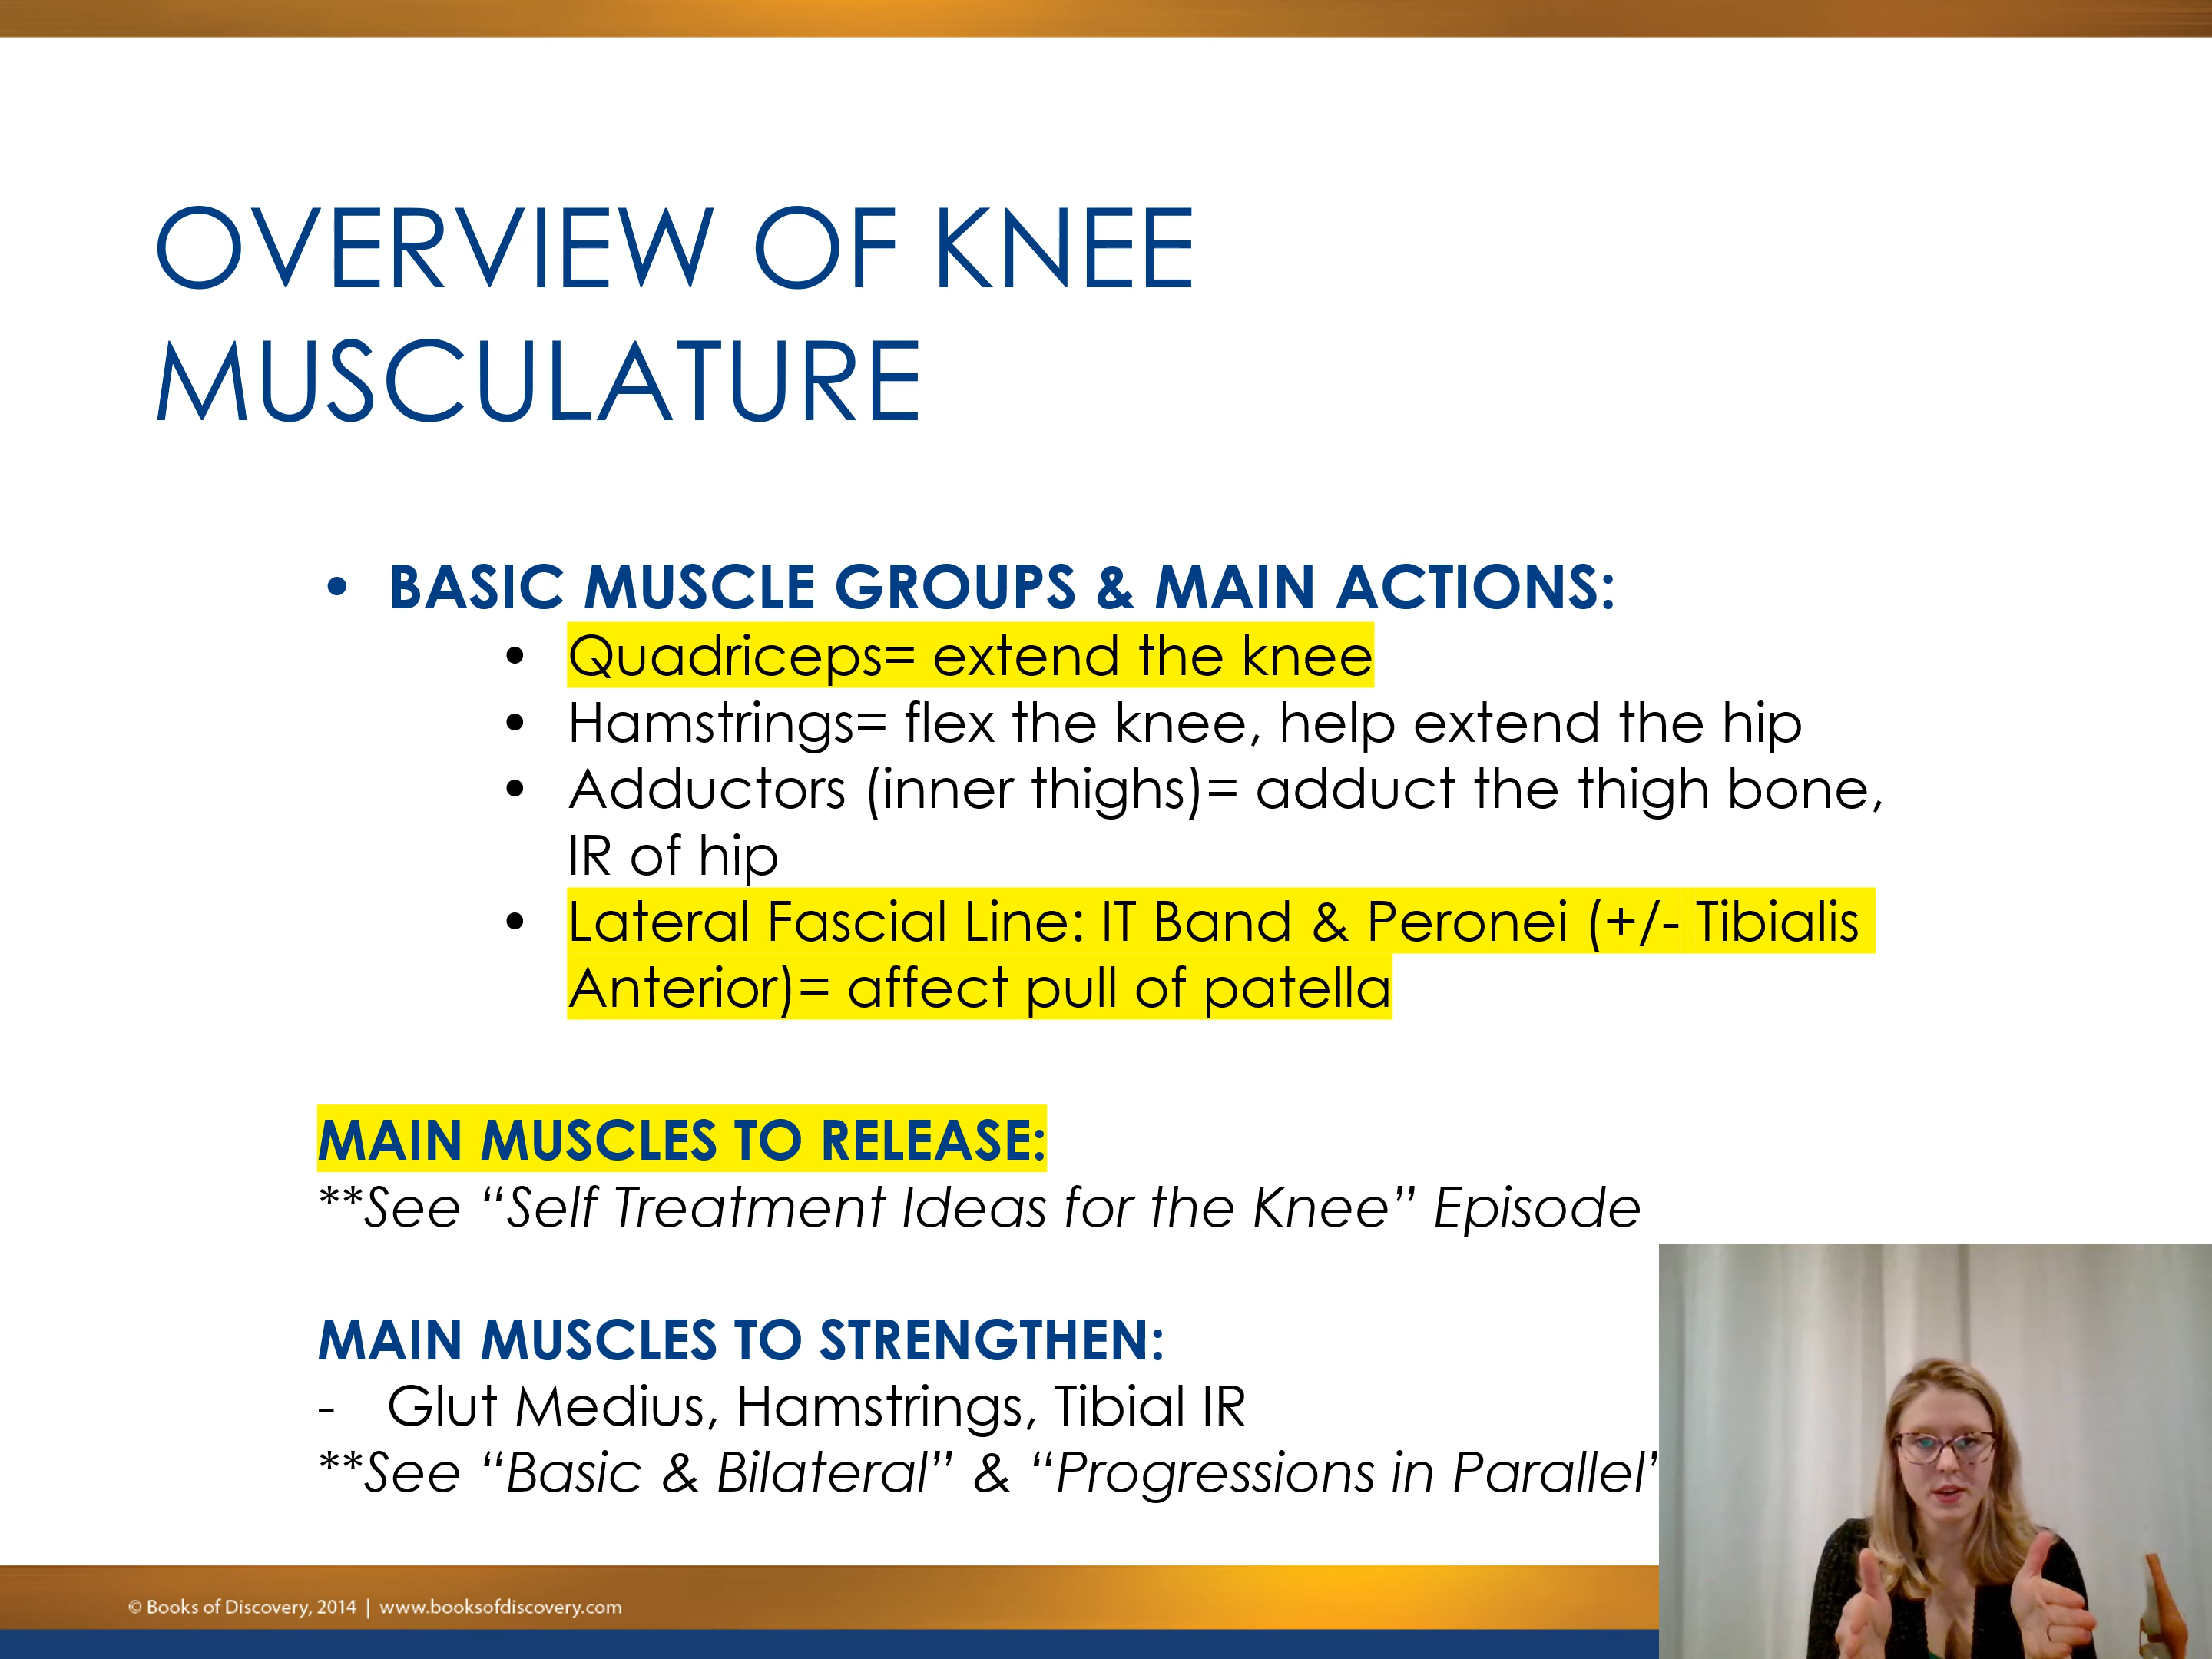 OVERVIEW OF KNEE
MUSCULATURE
• BASIC MUSCLE GROUPS & MAIN ACTIONS:
• Quadriceps= extend the knee
• Hamstrings= flex the knee, help extend the hip
• Adductors (inner thighs)= adduct the thigh bone,
IR of hip
• Lateral Fascial Line: IT Band & Peronei (+/- Tibialis
Anterior)= affect pull of patella
MAIN MUSCLES TO RELEASE:
**See “Self Treatment Ideas for the Knee” Episode
MAIN MUSCLES TO STRENGTHEN:
- Glut Medius, Hamstrings, Tibial IR
**See “Basic & Bilateral” & “Progressions in Parallel”
© Books of Discovery, 2014 | www.booksofdiscovery.com